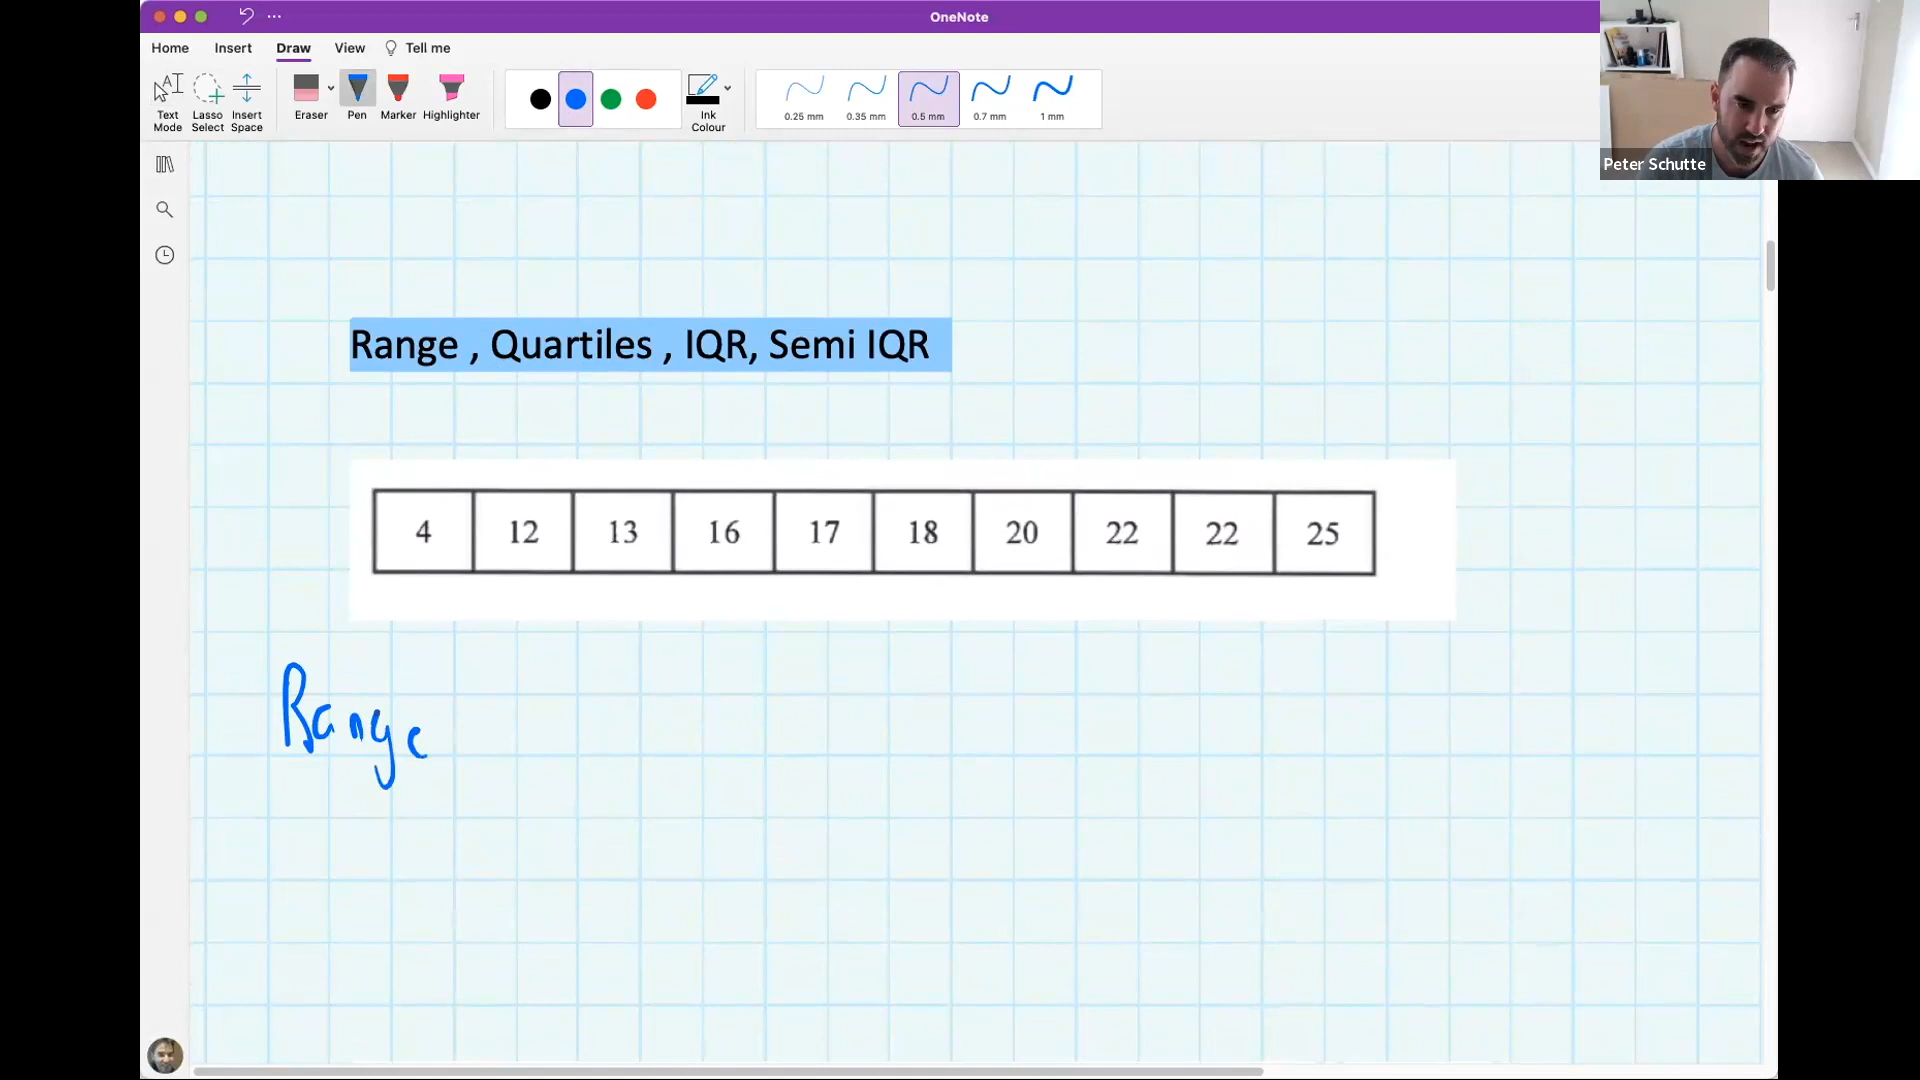 OneNote
Home Insert Draw View Tell me
Text Mode Lasso Select Insert Space Eraser Pen Marker Highlighter Ink Colour 0.25 mm 0.35 mm 0.5 mm 0.7 mm 1 mm
Peter Schutte
Range , Quartiles , IQR, Semi IQR
4 12 13 16 17 18 20 22 22 25
Range